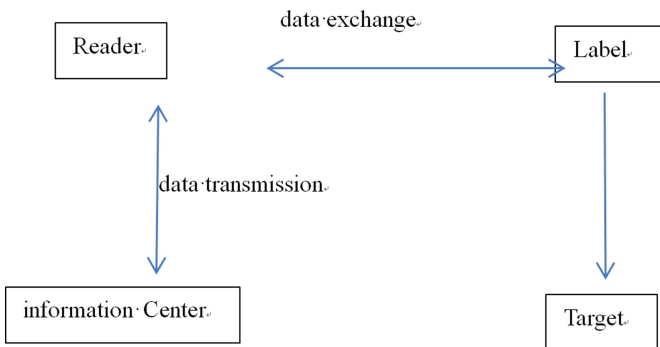 data exchange
Reader
Label
data transmission
information Center
Target